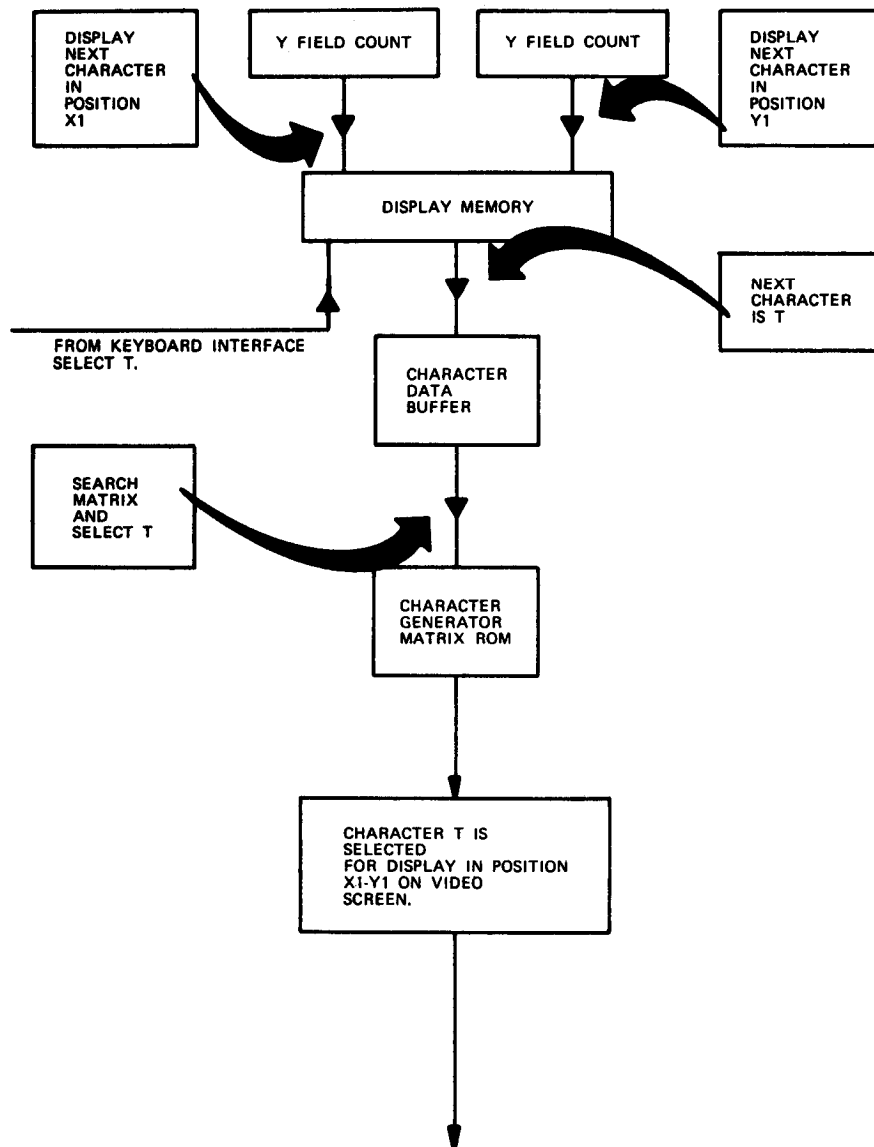 DISPLAY
NEXT
CHARACTER
IN
POSITION
X1
Y FIELD COUNT
Y FIELD COUNT
DISPLAY
NEXT
CHARACTER
IN
POSITION
Y1
DISPLAY MEMORY
NEXT
CHARACTER
IS T
FROM KEYBOARD INTERFACE
SELECT T.
CHARACTER
DATA
BUFFER
SEARCH
MATRIX
AND
SELECT T
CHARACTER
GENERATOR
MATRIX ROM
CHARACTER T IS
SELECTED
FOR DISPLAY IN POSITION
X1-Y1 ON VIDEO
SCREEN.